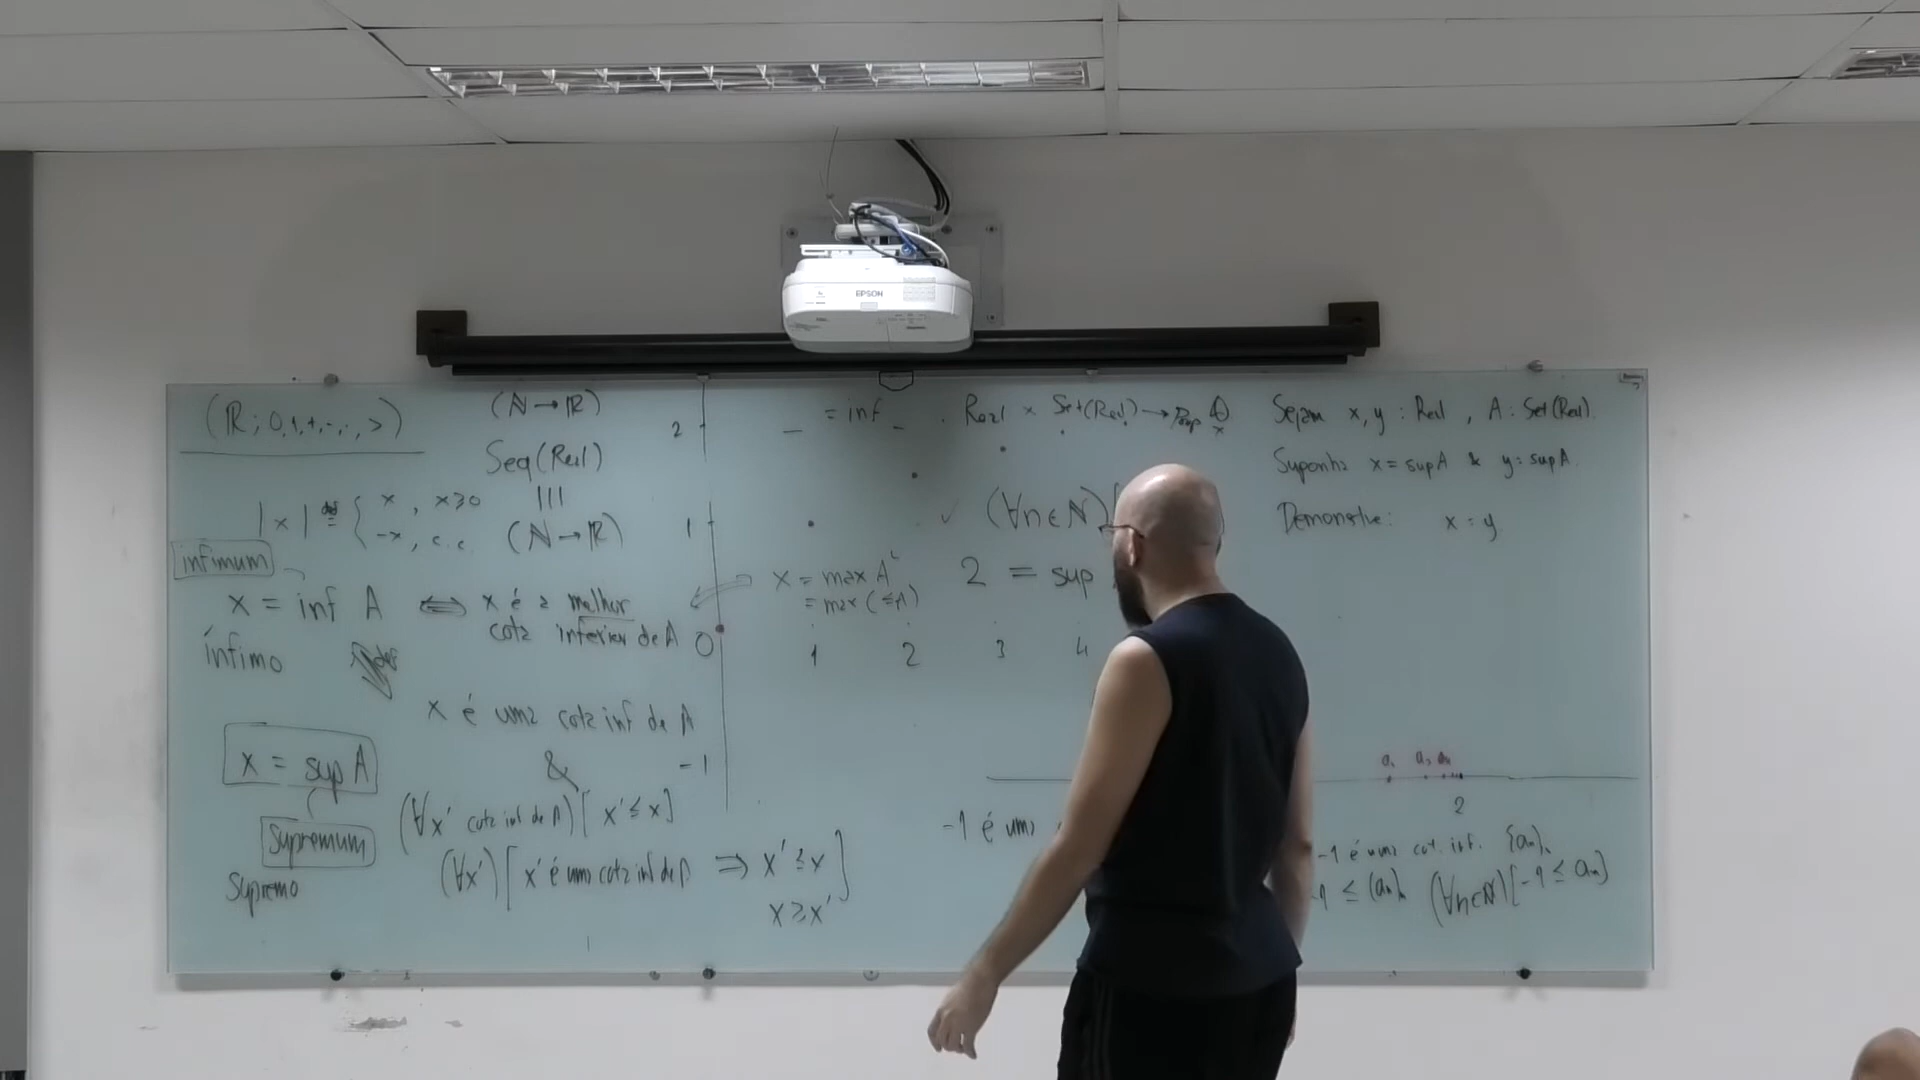 EPSON
(ℝ; 0, 1, +, -, ·, >)
|x| def= { x , x ≥ 0
-x , c.c.
infimum
x = inf A ⟺ x é a melhor
cota inferior de A
ínfimo
def
x é uma cota inf de A
&
(∀x' cota inf de A)[x' ≤ x]
(∀x')[x' é uma cota inf de A ⟹ x' ≤ x]
x ≥ x'
x = sup A
supremum
supremo
(ℕ → ℝ)
Seq(Real)
|||
(ℕ → ℝ)
2
1
0
-1
_ = inf _ . Real × Set(Real) → Prop
x = max A
= max (≤A)
(∀n∈ℕ)
2 = sup
1 2 3 4
-1 é uma
Sejam x, y : Real , A : Set(Real).
Suponha x = sup A & y = sup A.
Demonstre: x = y
2
-1 é uma cot. inf. {aₙ}ₙ
≤ (aₙ)ₙ (∀n∈ℕ)[-1 ≤ aₙ]